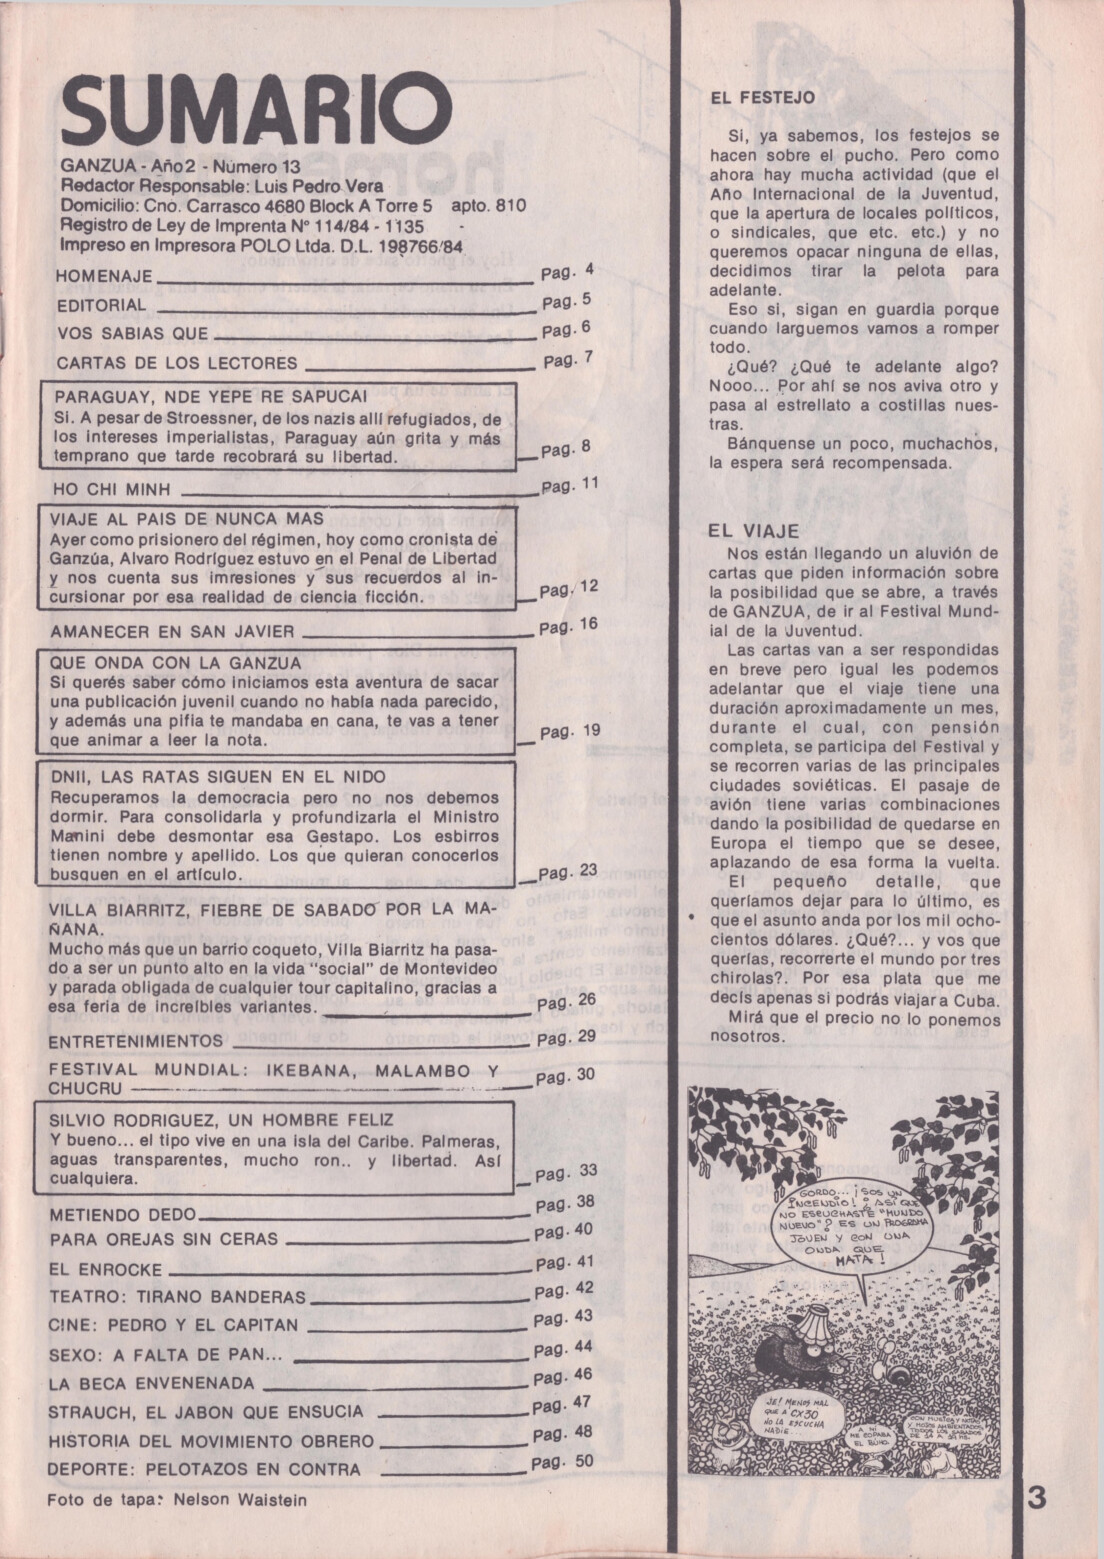 SUMARIO
GANZUA - Año 2 - Número 13
Redactor Responsable: Luis Pedro Vera
Domicilio: Cno. Carrasco 4680 Block A Torre 5 apto. 810
Registro de Ley de Imprenta N° 114/84 - 1135
Impreso en Impresora POLO Ltda. D.L. 198766/84
HOMENAJE Pag. 4
EDITORIAL Pag. 5
VOS SABIAS QUE Pag. 6
CARTAS DE LOS LECTORES Pag. 7
PARAGUAY, NDE YEPE RE SAPUCAI
Si. A pesar de Stroessner, de los nazis allí refugiados, de
los intereses imperialistas, Paraguay aún grita y más
temprano que tarde recobrará su libertad. Pag. 8
HO CHI MINH Pag. 11
VIAJE AL PAIS DE NUNCA MAS
Ayer como prisionero del régimen, hoy como cronista de
Ganzúa, Alvaro Rodríguez estuvo en el Penal de Libertad
y nos cuenta sus imresiones y sus recuerdos al in-
cursionar por esa realidad de ciencia ficción. Pag. 12
AMANECER EN SAN JAVIER Pag. 16
QUE ONDA CON LA GANZUA
Si querés saber cómo iniciamos esta aventura de sacar
una publicación juvenil cuando no había nada parecido,
y además una pifia te mandaba en cana, te vas a tener
que animar a leer la nota. Pag. 19
DNII, LAS RATAS SIGUEN EN EL NIDO
Recuperamos la democracia pero no nos debemos
dormir. Para consolidarla y profundizarla el Ministro
Manini debe desmontar esa Gestapo. Los esbirros
tienen nombre y apellido. Los que quieran conocerlos
busquen en el artículo. Pag. 23
VILLA BIARRITZ, FIEBRE DE SABADO POR LA MA-
ÑANA.
Mucho más que un barrio coqueto, Villa Biarritz ha pasa-
do a ser un punto alto en la vida "social" de Montevideo
y parada obligada de cualquier tour capitalino, gracias a
esa feria de increíbles variantes. Pag. 26
ENTRETENIMIENTOS Pag. 29
FESTIVAL MUNDIAL: IKEBANA, MALAMBO Y
CHUCRU Pag. 30
SILVIO RODRIGUEZ, UN HOMBRE FELIZ
Y bueno... el tipo vive en una isla del Caribe. Palmeras,
aguas transparentes, mucho ron.. y libertad. Así
cualquiera. Pag. 33
METIENDO DEDO Pag. 38
PARA OREJAS SIN CERAS Pag. 40
EL ENROCKE Pag. 41
TEATRO: TIRANO BANDERAS Pag. 42
CINE: PEDRO Y EL CAPITAN Pag. 43
SEXO: A FALTA DE PAN... Pag. 44
LA BECA ENVENENADA Pag. 46
STRAUCH, EL JABON QUE ENSUCIA Pag. 47
HISTORIA DEL MOVIMIENTO OBRERO Pag. 48
DEPORTE: PELOTAZOS EN CONTRA Pag. 50
Foto de tapa: Nelson Waistein
EL FESTEJO
Si, ya sabemos, los festejos se
hacen sobre el pucho. Pero como
ahora hay mucha actividad (que el
Año Internacional de la Juventud,
que la apertura de locales políticos,
o sindicales, que etc. etc.) y no
queremos opacar ninguna de ellas,
decidimos tirar la pelota para
adelante.
Eso si, sigan en guardia porque
cuando larguemos vamos a romper
todo.
¿Qué? ¿Qué te adelante algo?
Nooo... Por ahí se nos aviva otro y
pasa al estrellato a costillas nues-
tras.
Bánquense un poco, muchachos,
la espera será recompensada.
EL VIAJE
Nos están llegando un aluvión de
cartas que piden información sobre
la posibilidad que se abre, a través
de GANZUA, de ir al Festival Mund-
ial de la Juventud.
Las cartas van a ser respondidas
en breve pero igual les podemos
adelantar que el viaje tiene una
duración aproximadamente un mes,
durante el cual, con pensión
completa, se participa del Festival y
se recorren varias de las principales
ciudades soviéticas. El pasaje de
avión tiene varias combinaciones
dando la posibilidad de quedarse en
Europa el tiempo que se desee,
aplazando de esa forma la vuelta.
El pequeño detalle, que
queríamos dejar para lo último, es
que el asunto anda por los mil ocho-
cientos dólares. ¿Qué?... y vos que
querías, recorrerte el mundo por tres
chirolas?. Por esa plata que me
decís apenas si podrás viajar a Cuba.
Mirá que el precio no lo ponemos
nosotros.
GORDO... ¡SOS UN
INCENDIO! ¿ASÍ QUE
NO ESCUCHASTE "MUNDO
NUEVO"? ES UN PROGRAMA
JOVEN Y CON UNA
ONDA QUE
MATA!
JE! MENOS MAL
QUE A CX30
NO LA ESCUCHA
NADIE...
A MI
ME COPABA
EL BÚHO.
TODOS LOS SABADOS
3